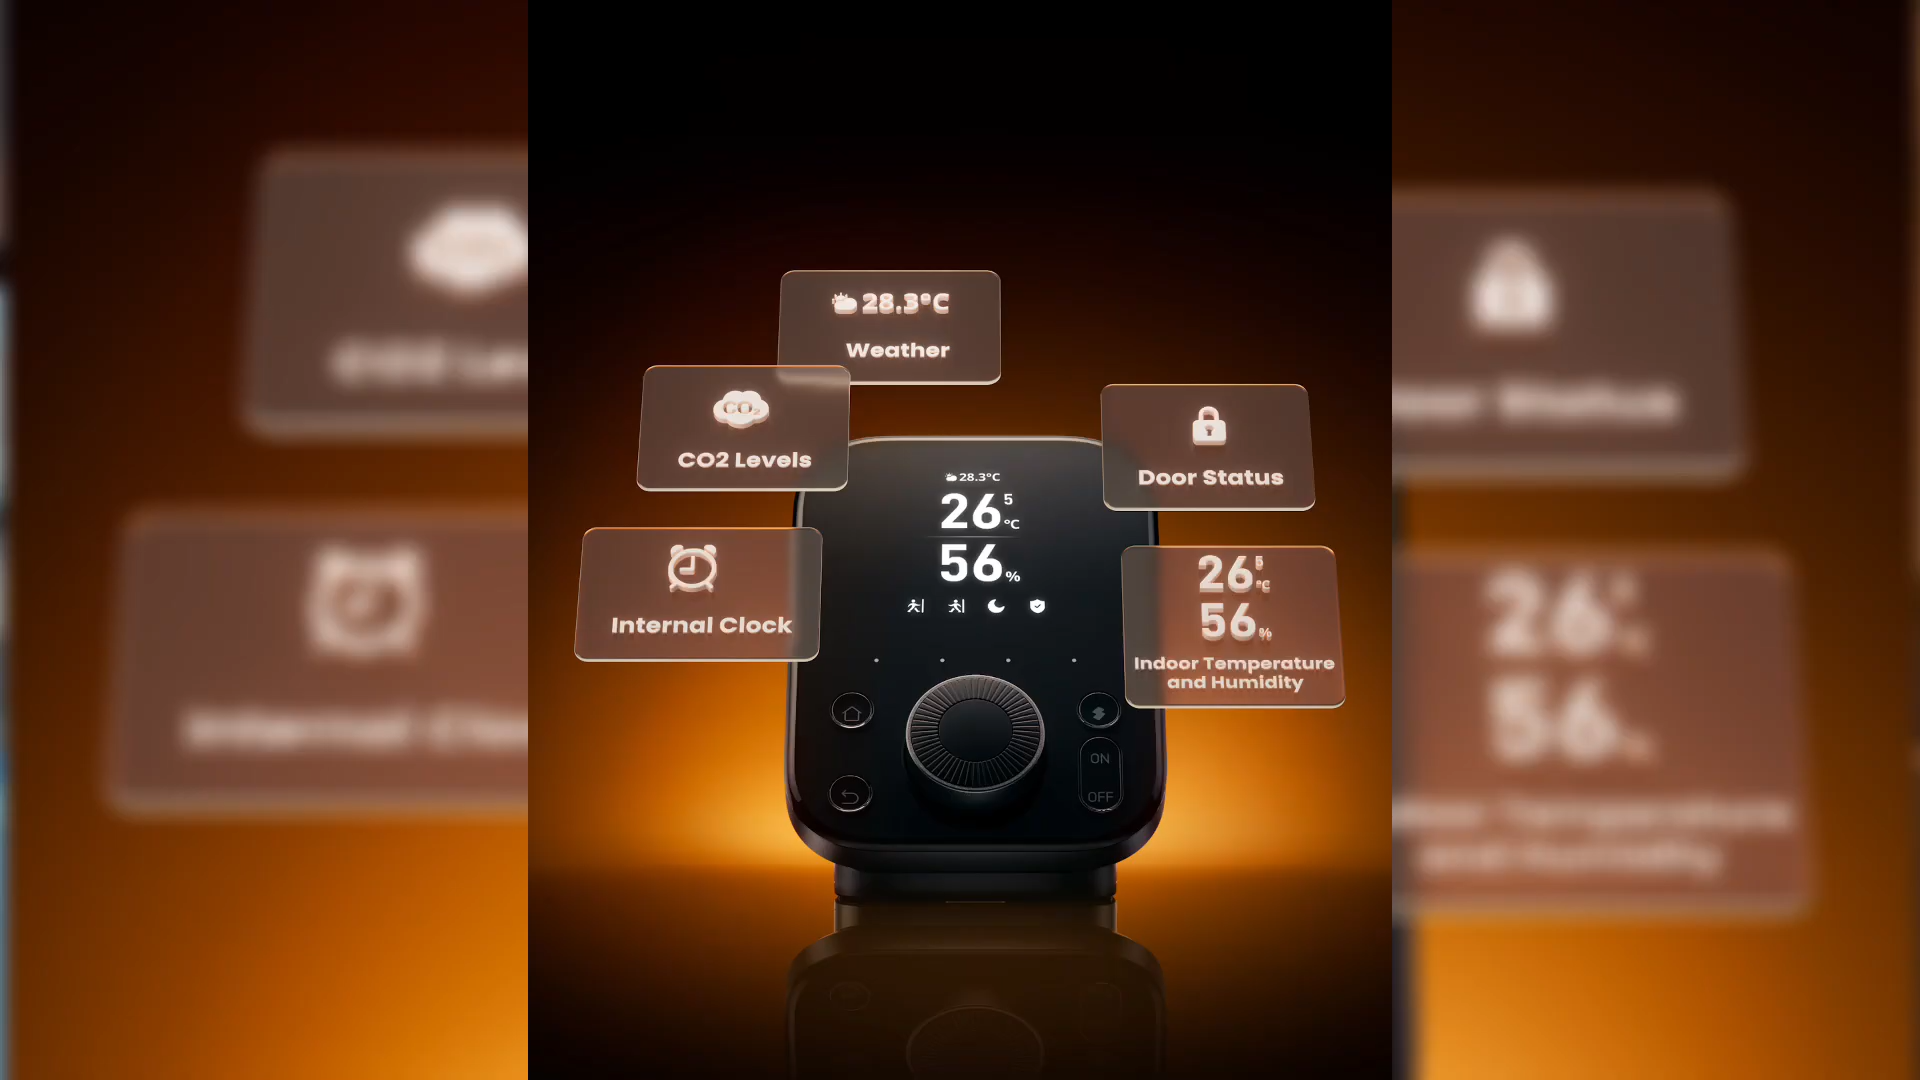 28.3°C
Weather
CO₂
CO2 Levels
Door Status
Internal Clock
28.3°C
26 5 °C
56 %
26 5 °C
56 %
Indoor Temperature
and Humidity
ON
OFF